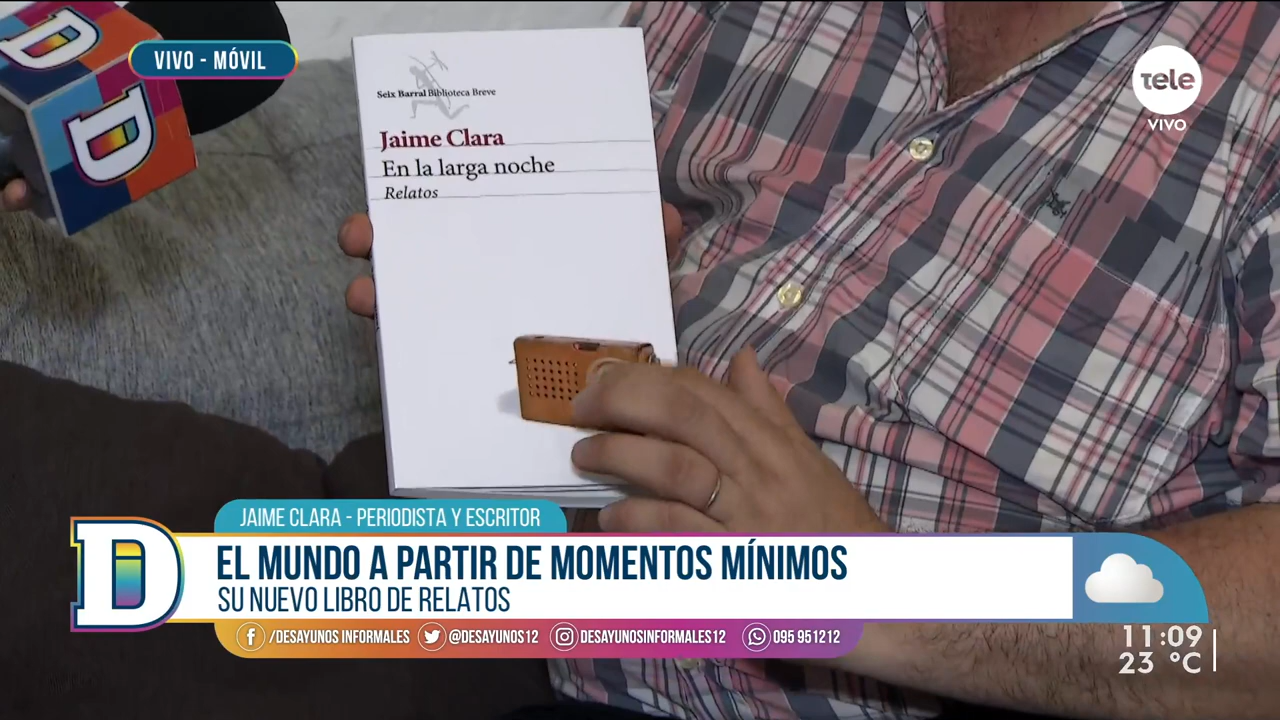 VIVO - MÓVIL
D
D
tele
VIVO
Seix Barral Biblioteca Breve
Jaime Clara
En la larga noche
Relatos
JAIME CLARA - PERIODISTA Y ESCRITOR
DI
EL MUNDO A PARTIR DE MOMENTOS MÍNIMOS
SU NUEVO LIBRO DE RELATOS
/DESAYUNOS INFORMALES @DESAYUNOS12 DESAYUNOSINFORMALES12 095 951212
11:09
23 °C